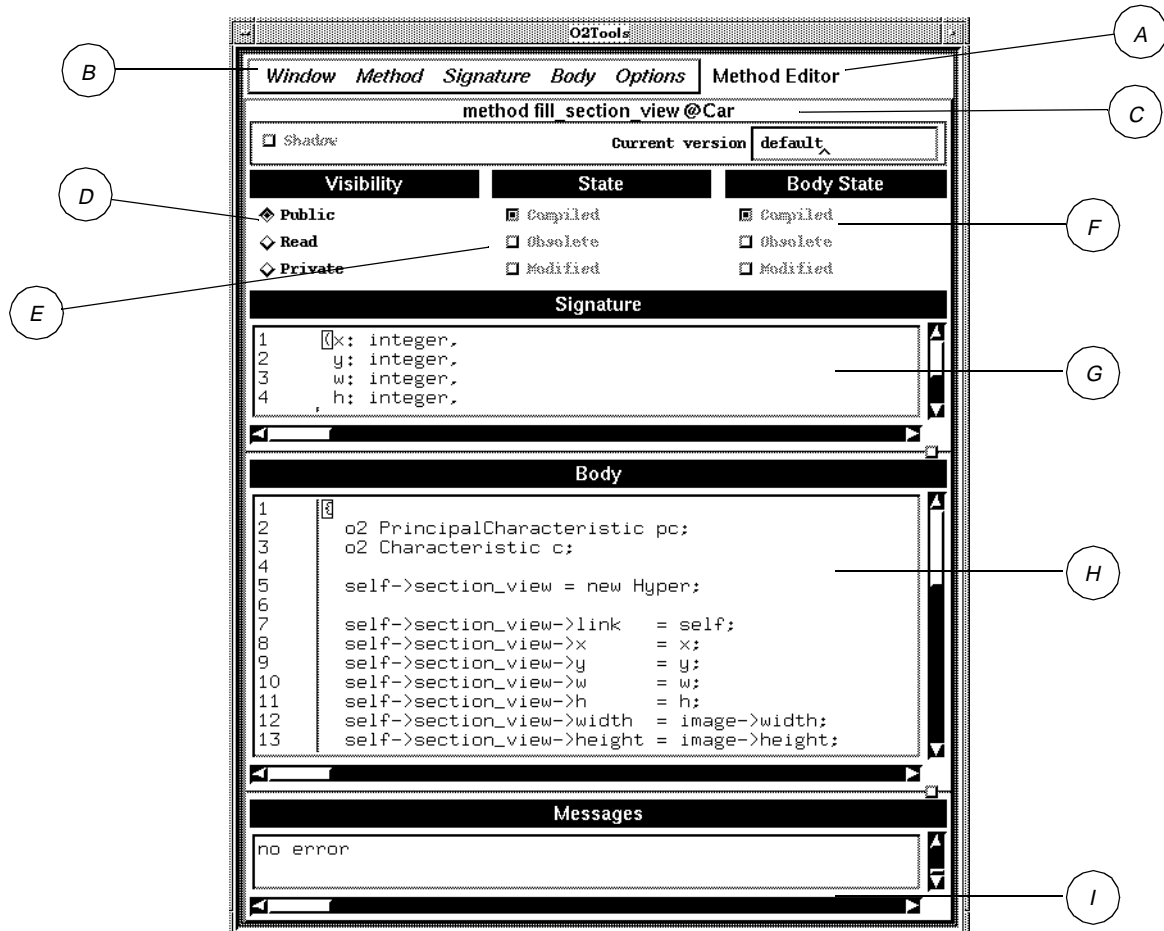 O2Tools
A
B
Window Method Signature Body Options Method Editor
method fill_section_view @Car
C
Shadow Current version default
Visibility State Body State
D
Public Compiled Compiled
F
Read Obsolete Obsolete
Private Modified Modified
E
Signature
1 (x: integer,
2 y: integer,
3 w: integer,
4 h: integer,
G
Body
1 {
2 o2 PrincipalCharacteristic pc;
3 o2 Characteristic c;
4
5 self->section_view = new Hyper;
6
7 self->section_view->link = self;
8 self->section_view->x = x;
9 self->section_view->y = y;
10 self->section_view->w = w;
11 self->section_view->h = h;
12 self->section_view->width = image->width;
13 self->section_view->height = image->height;
H
Messages
no error
I